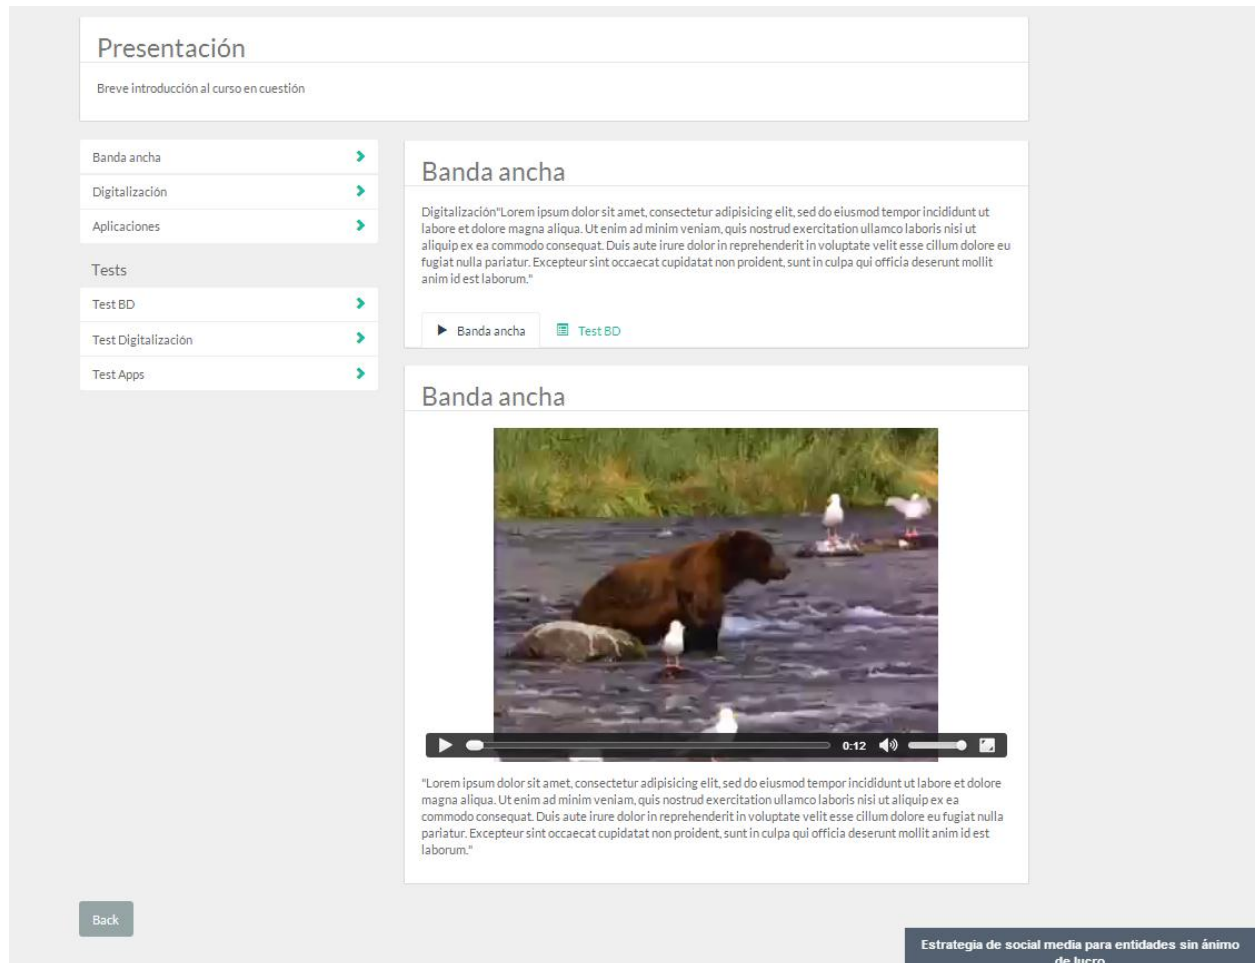 Presentación
Breve introducción al curso en cuestión
Banda ancha
Digitalización
Aplicaciones
Tests
Test BD
Test Digitalización
Test Apps
Banda ancha
Digitalización"Lorem ipsum dolor sit amet, consectetur adipisicing elit, sed do eiusmod tempor incididunt ut
labore et dolore magna aliqua. Ut enim ad minim veniam, quis nostrud exercitation ullamco laboris nisi ut
aliquip ex ea commodo consequat. Duis aute irure dolor in reprehenderit in voluptate velit esse cillum dolore eu
fugiat nulla pariatur. Excepteur sint occaecat cupidatat non proident, sunt in culpa qui officia deserunt mollit
anim id est laborum."
Banda ancha Test BD
Banda ancha
0:12
"Lorem ipsum dolor sit amet, consectetur adipisicing elit, sed do eiusmod tempor incididunt ut labore et dolore
magna aliqua. Ut enim ad minim veniam, quis nostrud exercitation ullamco laboris nisi ut aliquip ex ea
commodo consequat. Duis aute irure dolor in reprehenderit in voluptate velit esse cillum dolore eu fugiat nulla
pariatur. Excepteur sint occaecat cupidatat non proident, sunt in culpa qui officia deserunt mollit anim id est
laborum."
Back
Estrategia de social media para entidades sin ánimo
de lucro